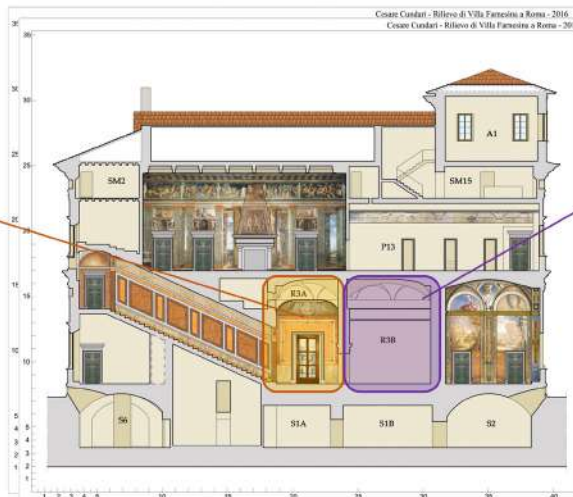 Cesare Cundari - Rilievo di Villa Farnesina a Roma - 2016
Cesare Cundari - Rilievo di Villa Farnesina a Roma - 20
35
30
A1
25
SM2
SM15
20
P13
15
R3A
R3B
10
5
4
3
2
1
S6
S1A
S1B
S2
1 2 3 4 5 10 15 20 25 30 35 40